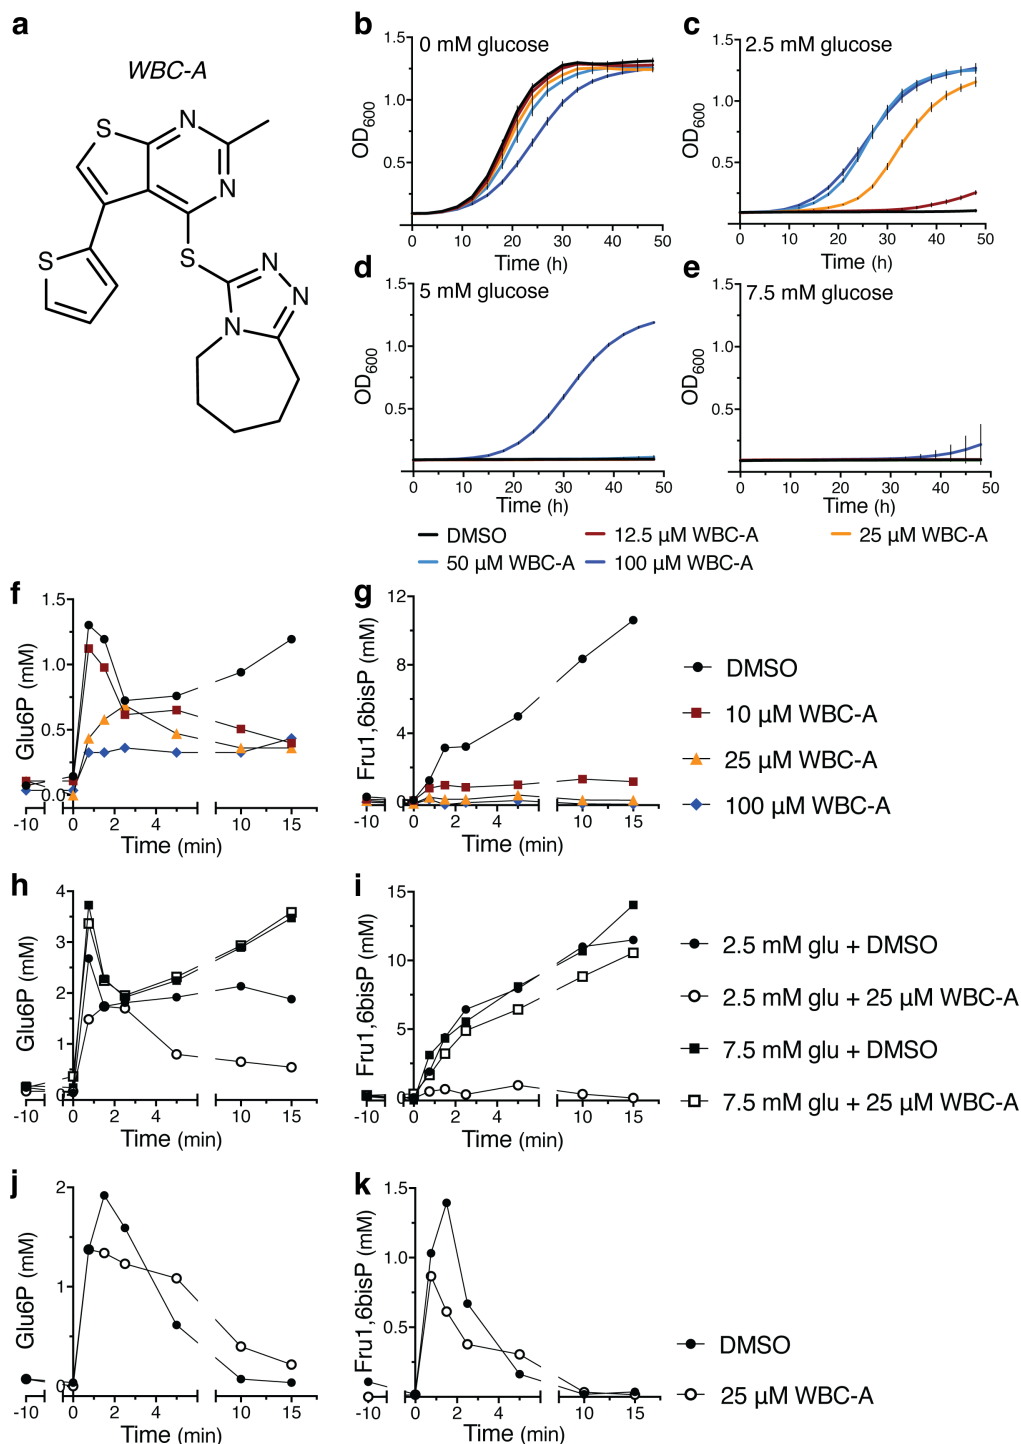 a
WBC-A
S
N
N
S
S
N
N
N
b
0 mM glucose
1.5
1.0
0.5
OD600
0 10 20 30 40 50
Time (h)
c
2.5 mM glucose
1.5
1.0
0.5
OD600
0 10 20 30 40 50
Time (h)
d
5 mM glucose
1.5
1.0
0.5
OD600
0 10 20 30 40 50
Time (h)
e
7.5 mM glucose
1.5
1.0
0.5
OD600
0 10 20 30 40 50
Time (h)
DMSO
12.5 µM WBC-A
25 µM WBC-A
50 µM WBC-A
100 µM WBC-A
f
1.5
1.0
0.5
0.0
Glu6P (mM)
-10 0 2 4 10 15
Time (min)
g
12
8
4
0
Fru1,6bisP (mM)
-10 0 2 4 10 15
Time (min)
DMSO
10 µM WBC-A
25 µM WBC-A
100 µM WBC-A
h
4
3
2
1
0
Glu6P (mM)
-10 0 2 4 10 15
Time (min)
i
15
10
5
0
Fru1,6bisP (mM)
-10 0 2 4 10 15
Time (min)
2.5 mM glu + DMSO
2.5 mM glu + 25 µM WBC-A
7.5 mM glu + DMSO
7.5 mM glu + 25 µM WBC-A
j
2
1
0
Glu6P (mM)
-10 0 2 4 10 15
Time (min)
k
1.5
1.0
0.5
Fru1,6bisP (mM)
-10 0 2 4 10 15
Time (min)
DMSO
25 µM WBC-A